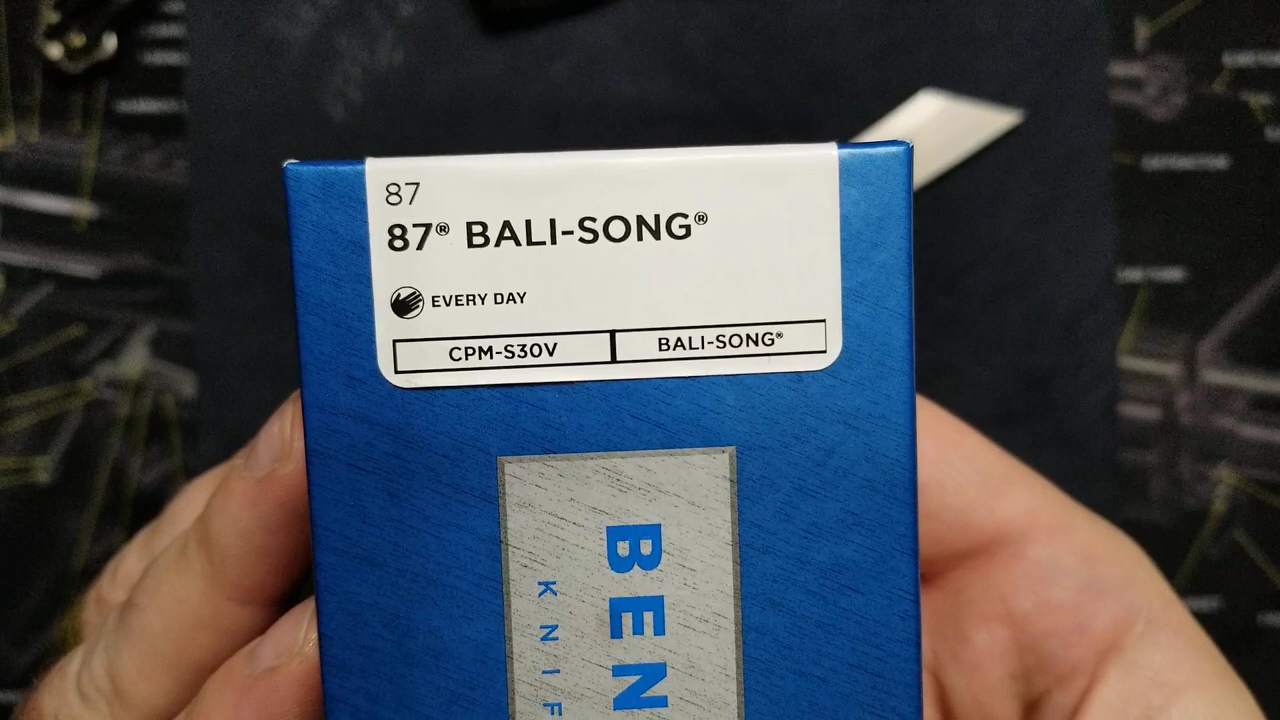 87
87® BALI-SONG®
EVERY DAY
CPM-S30V
BALI-SONG®
BEN
KNIF